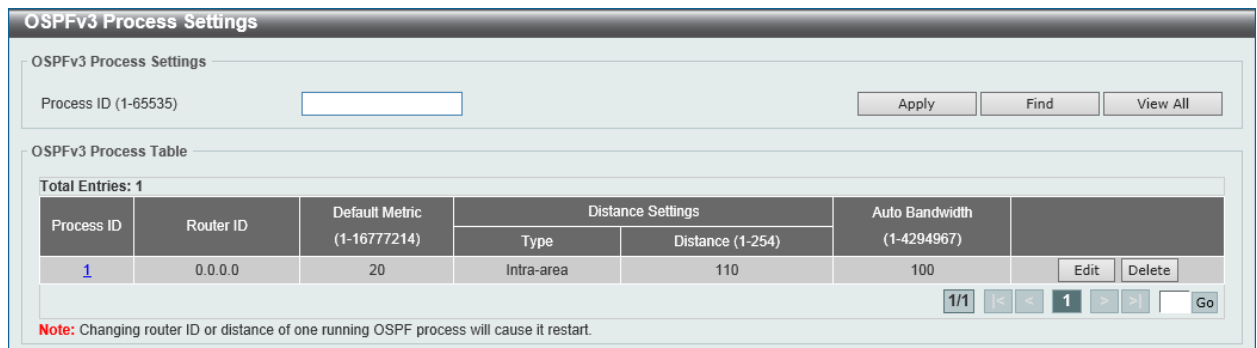 OSPFv3 Process Settings
OSPFv3 Process Settings
Process ID (1-65535) Apply Find View All
OSPFv3 Process Table
Total Entries: 1
Process ID Router ID Default Metric (1-16777214) Distance Settings Auto Bandwidth (1-4294967)
Type Distance (1-254)
1 0.0.0.0 20 Intra-area 110 100 Edit Delete
1/1 |< < 1 > >| Go
Note: Changing router ID or distance of one running OSPF process will cause it restart.